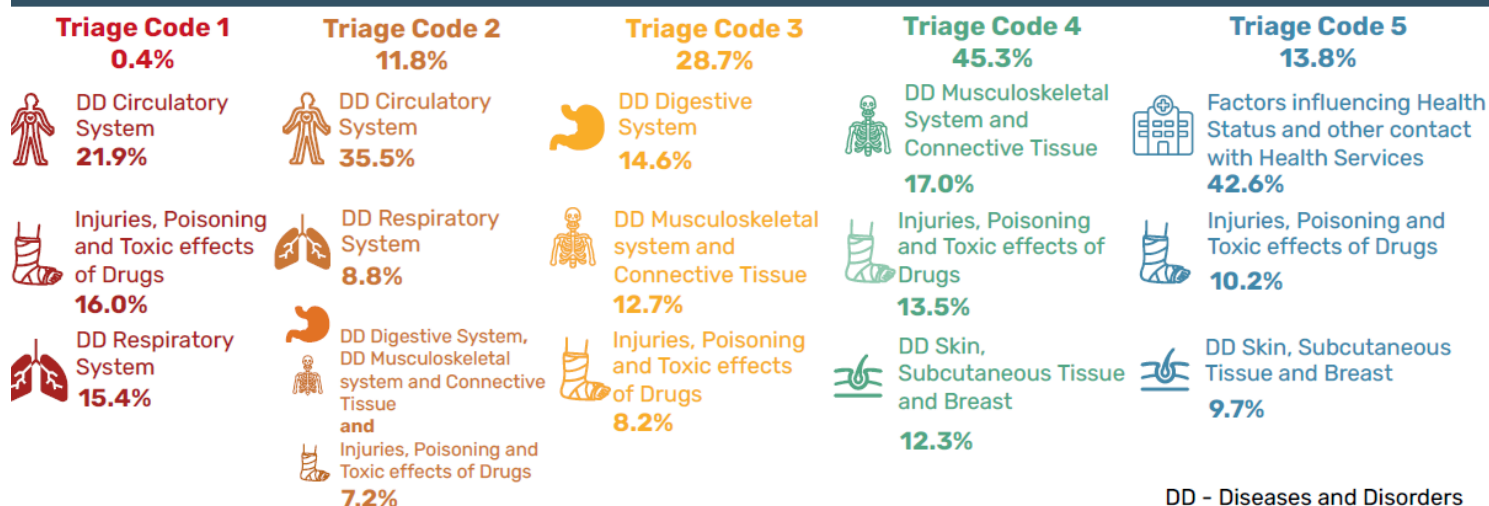 Triage Code 1
0.4%
DD Circulatory
System
21.9%
Injuries, Poisoning
and Toxic effects
of Drugs
16.0%
DD Respiratory
System
15.4%
Triage Code 2
11.8%
DD Circulatory
System
35.5%
DD Respiratory
System
8.8%
DD Digestive System,
DD Musculoskeletal
system and Connective
Tissue
and
Injuries, Poisoning and
Toxic effects of Drugs
7.2%
Triage Code 3
28.7%
DD Digestive
System
14.6%
DD Musculoskeletal
system and
Connective Tissue
12.7%
Injuries, Poisoning
and Toxic effects
of Drugs
8.2%
Triage Code 4
45.3%
DD Musculoskeletal
System and
Connective Tissue
17.0%
Injuries, Poisoning
and Toxic effects of
Drugs
13.5%
DD Skin,
Subcutaneous Tissue
and Breast
12.3%
Triage Code 5
13.8%
Factors influencing Health
Status and other contact
with Health Services
42.6%
Injuries, Poisoning and
Toxic effects of Drugs
10.2%
DD Skin, Subcutaneous
Tissue and Breast
9.7%
DD - Diseases and Disorders